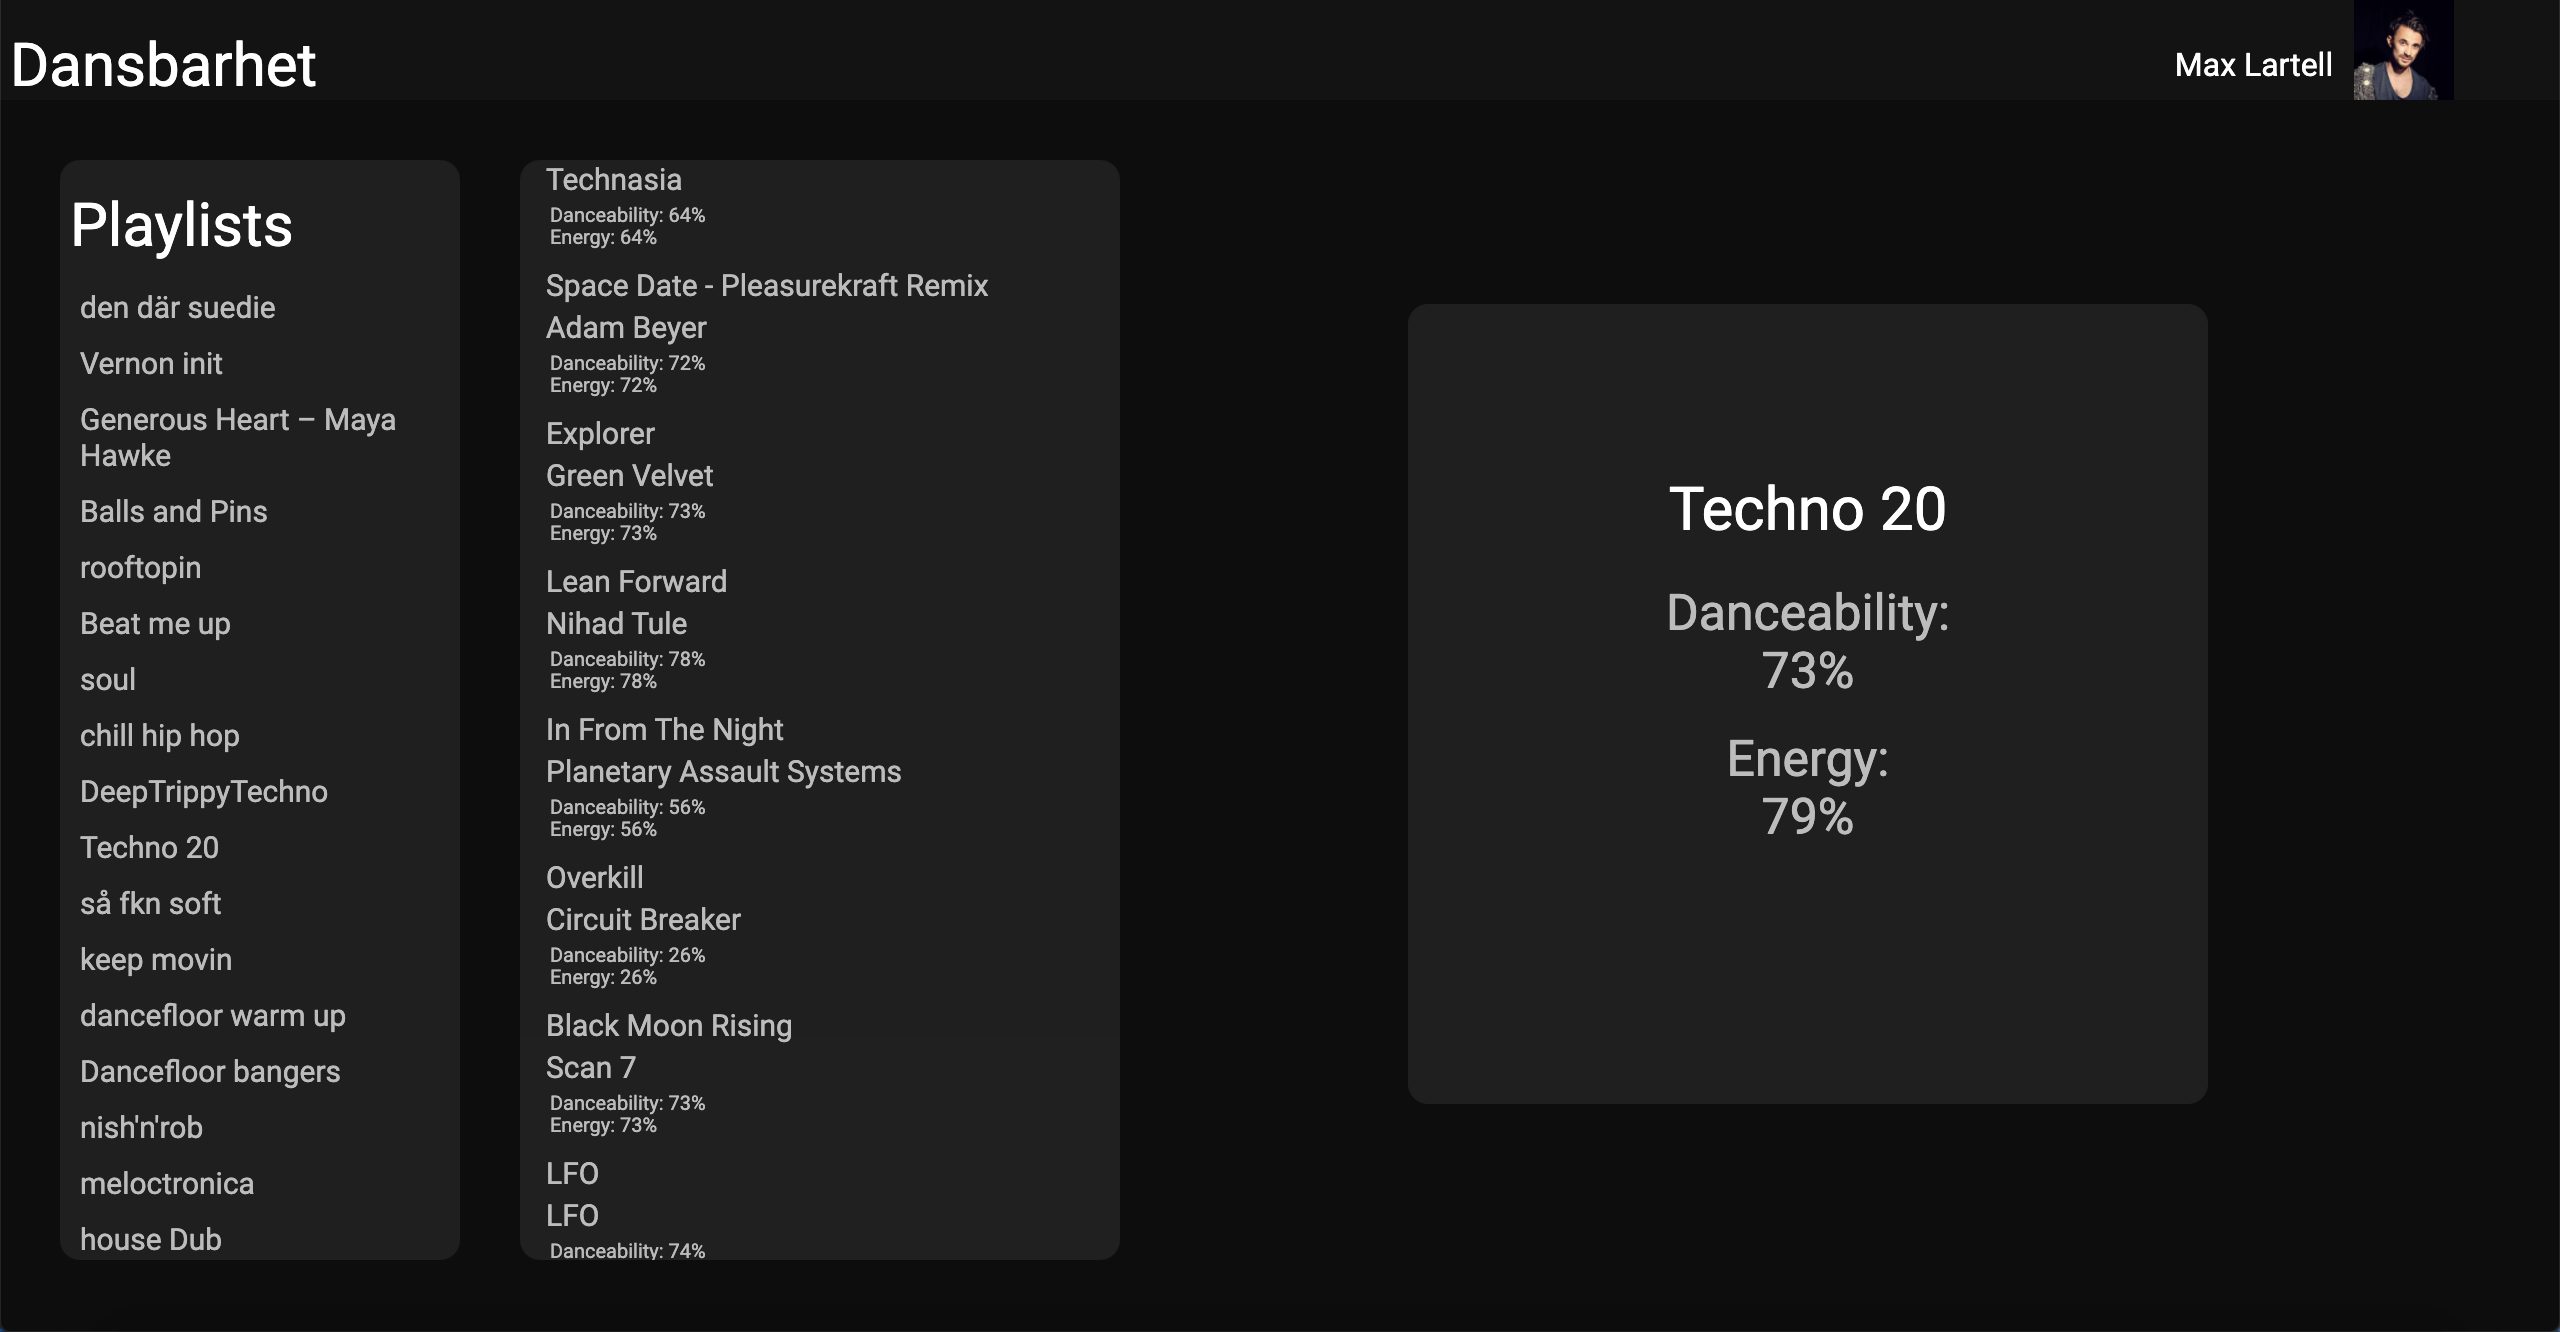 Dansbarhet
Max Lartell
Playlists
den där suedie
Vernon init
Generous Heart – Maya
Hawke
Balls and Pins
rooftopin
Beat me up
soul
chill hip hop
DeepTrippyTechno
Techno 20
så fkn soft
keep movin
dancefloor warm up
Dancefloor bangers
nish'n'rob
meloctronica
house Dub
Technasia
Danceability: 64%
Energy: 64%
Space Date - Pleasurekraft Remix
Adam Beyer
Danceability: 72%
Energy: 72%
Explorer
Green Velvet
Danceability: 73%
Energy: 73%
Lean Forward
Nihad Tule
Danceability: 78%
Energy: 78%
In From The Night
Planetary Assault Systems
Danceability: 56%
Energy: 56%
Overkill
Circuit Breaker
Danceability: 26%
Energy: 26%
Black Moon Rising
Scan 7
Danceability: 73%
Energy: 73%
LFO
LFO
Danceability: 74%
Techno 20
Danceability:
73%
Energy:
79%